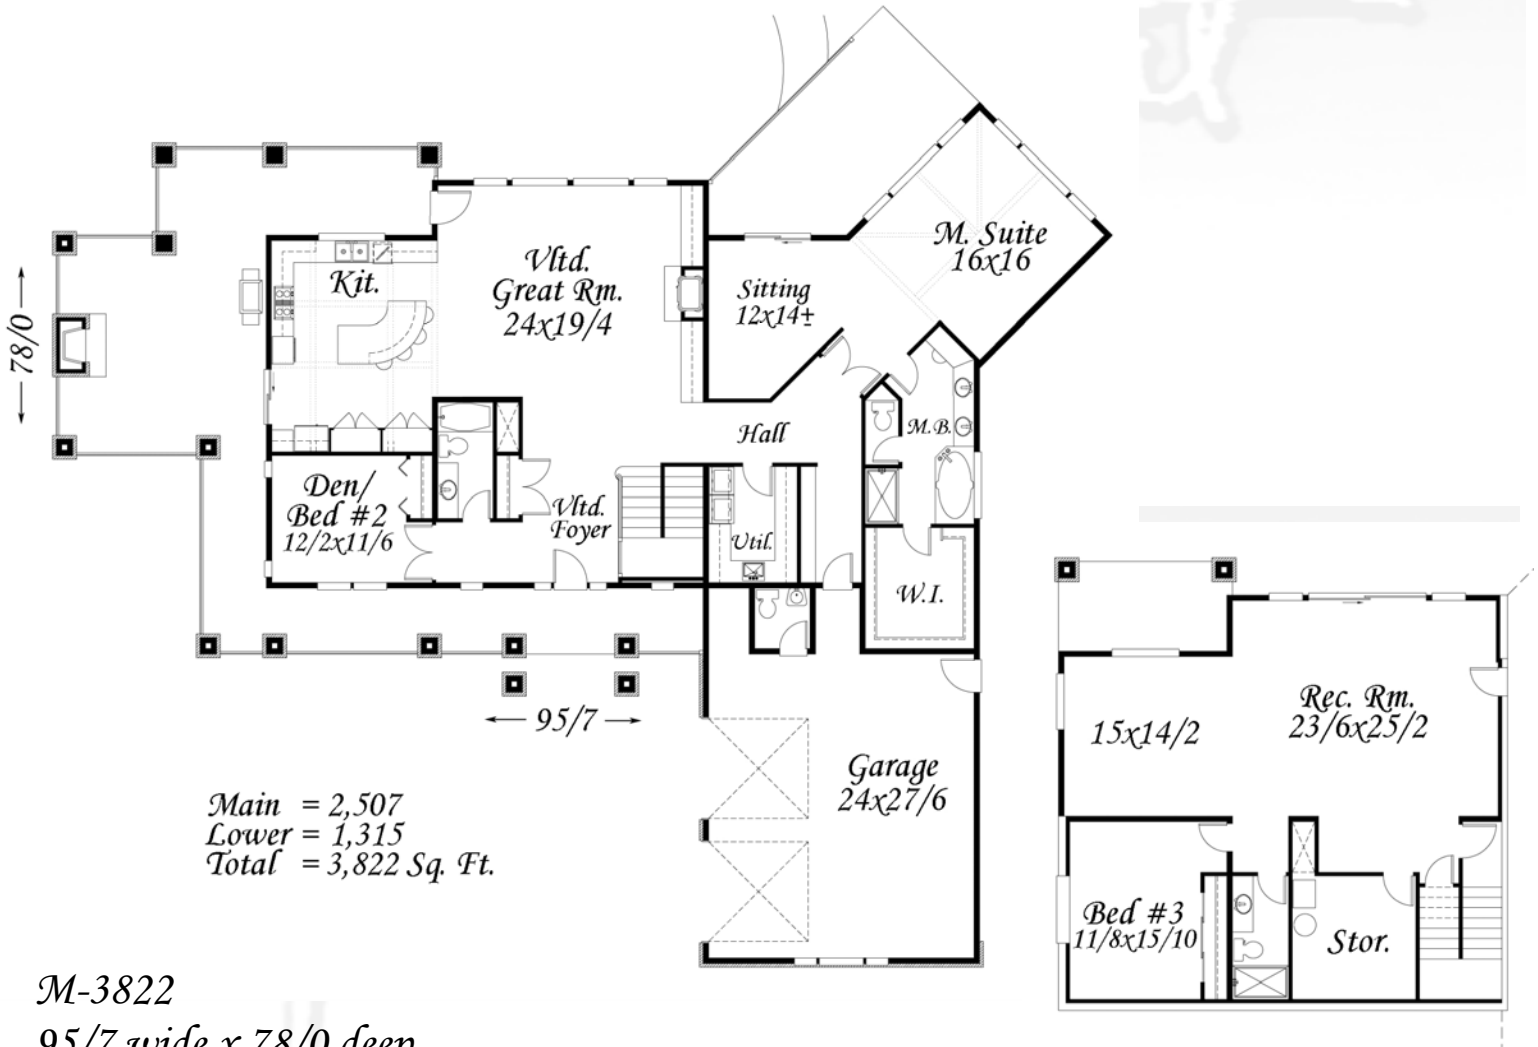 Kit.
Vltd.
Great Rm.
24x19/4
Sitting
12x14±
M. Suite
16x16
78/0
Hall
M.B.
Den/
Bed #2
12/2x11/6
Vltd.
Foyer
Util.
W.I.
95/7
Garage
24x27/6
Main = 2,507
Lower = 1,315
Total = 3,822 Sq. Ft.
15x14/2
Rec. Rm.
23/6x25/2
Bed #3
11/8x15/10
Stor.
M-3822
95/7 wide x 78/0 deep